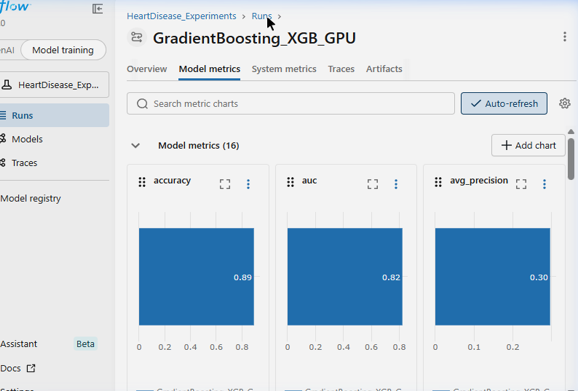 flow
HeartDisease_Experiments > Runs >
0
GradientBoosting_XGB_GPU
nAI Model training
Overview Model metrics System metrics Traces Artifacts
HeartDisease_Exp...
Search metric charts
Auto-refresh
Runs
Models
Model metrics (16)
Add chart
Traces
accuracy auc avg_precision
Model registry
0.89 0.82 0.30
Assistant Beta
0 0.2 0.4 0.6 0.8 0 0.2 0.4 0.6 0.8 0 0.1 0.2
Docs